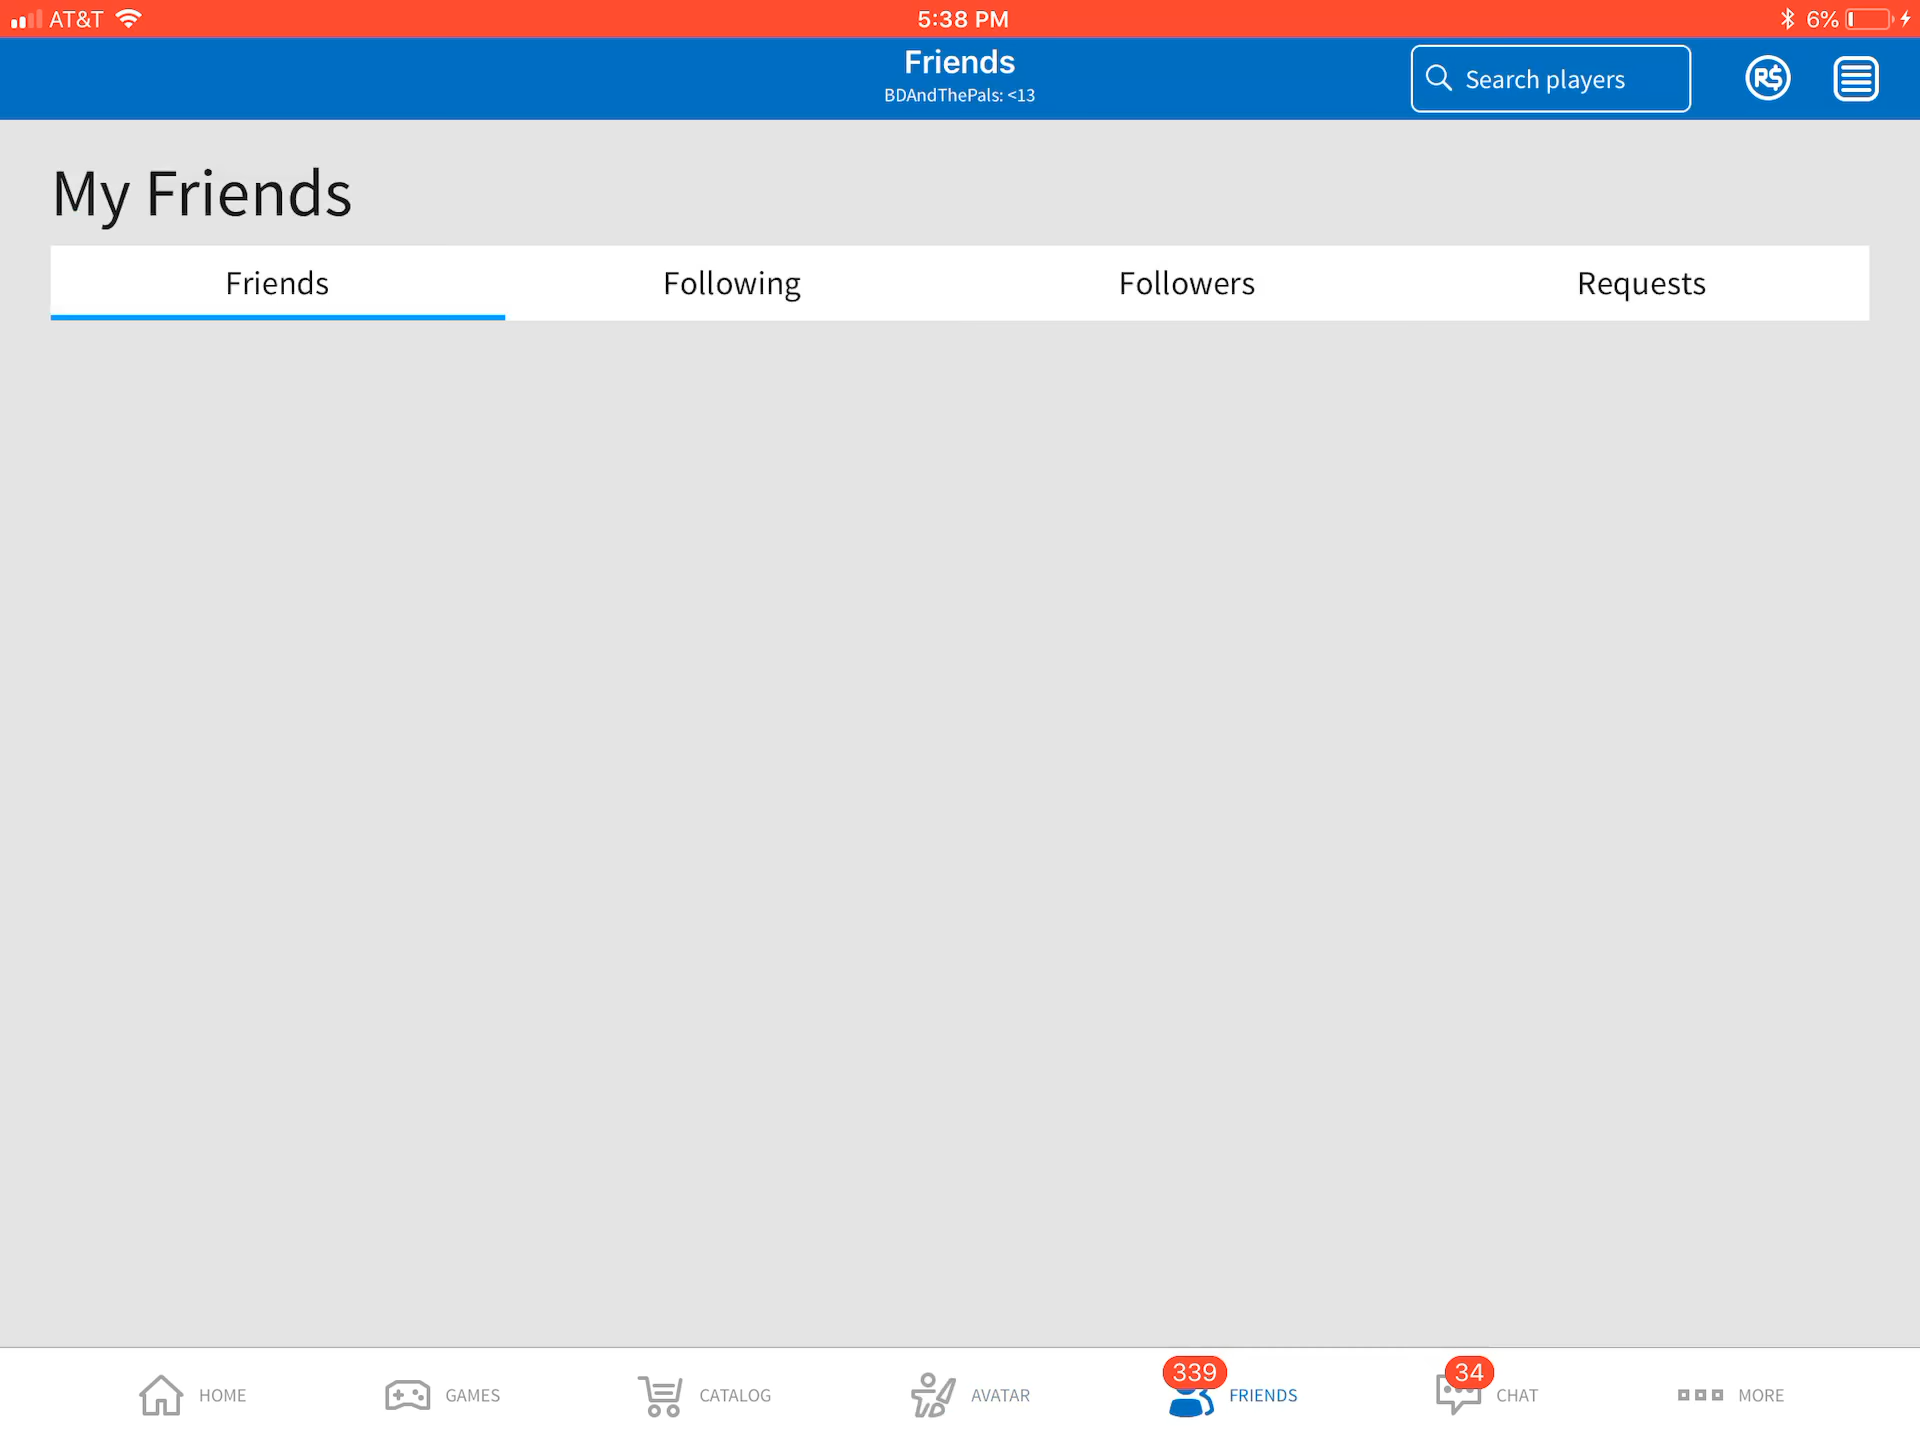 AT&T
5:38 PM
6%
Friends
BDAndThePals: <13
Search players
R$
My Friends
Friends
Following
Followers
Requests
HOME
GAMES
CATALOG
AVATAR
339
FRIENDS
34
CHAT
MORE